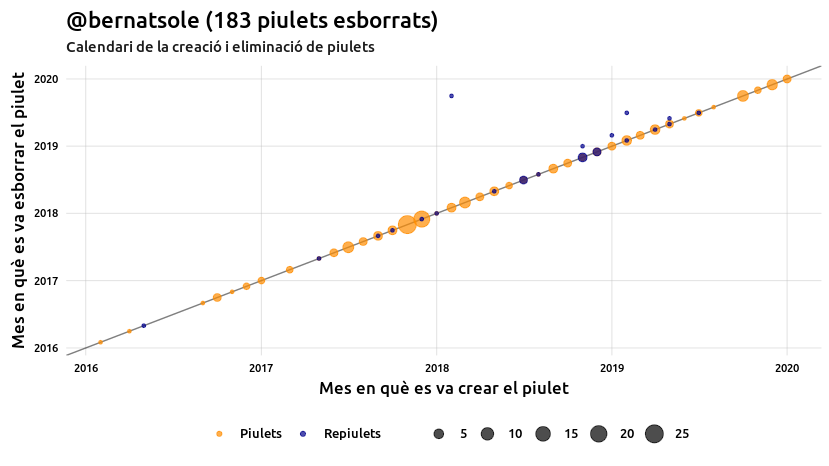 @bernatsole (183 piulets esborrats)
Calendari de la creació i eliminació de piulets
Mes en què es va esborrar el piulet
2020
2019
2018
2017
2016
2016 2017 2018 2019 2020
Mes en què es va crear el piulet
Piulets Repiulets 5 10 15 20 25